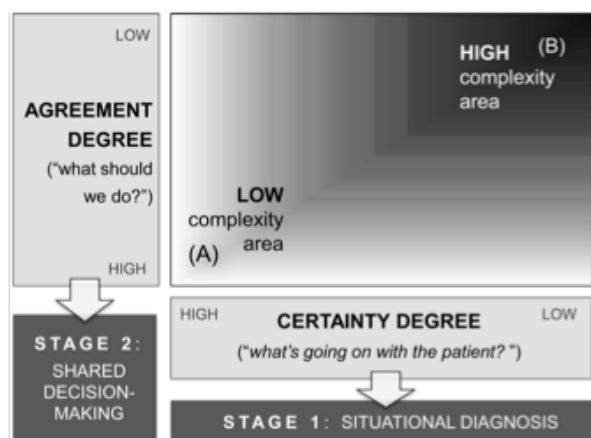 LOW
AGREEMENT
DEGREE
("what should
we do?")
HIGH
STAGE 2:
SHARED
DECISION-
MAKING
HIGH (B)
complexity
area
LOW
complexity
area
(A)
HIGH
CERTAINTY DEGREE
LOW
("what's going on with the patient? ")
STAGE 1: SITUATIONAL DIAGNOSIS